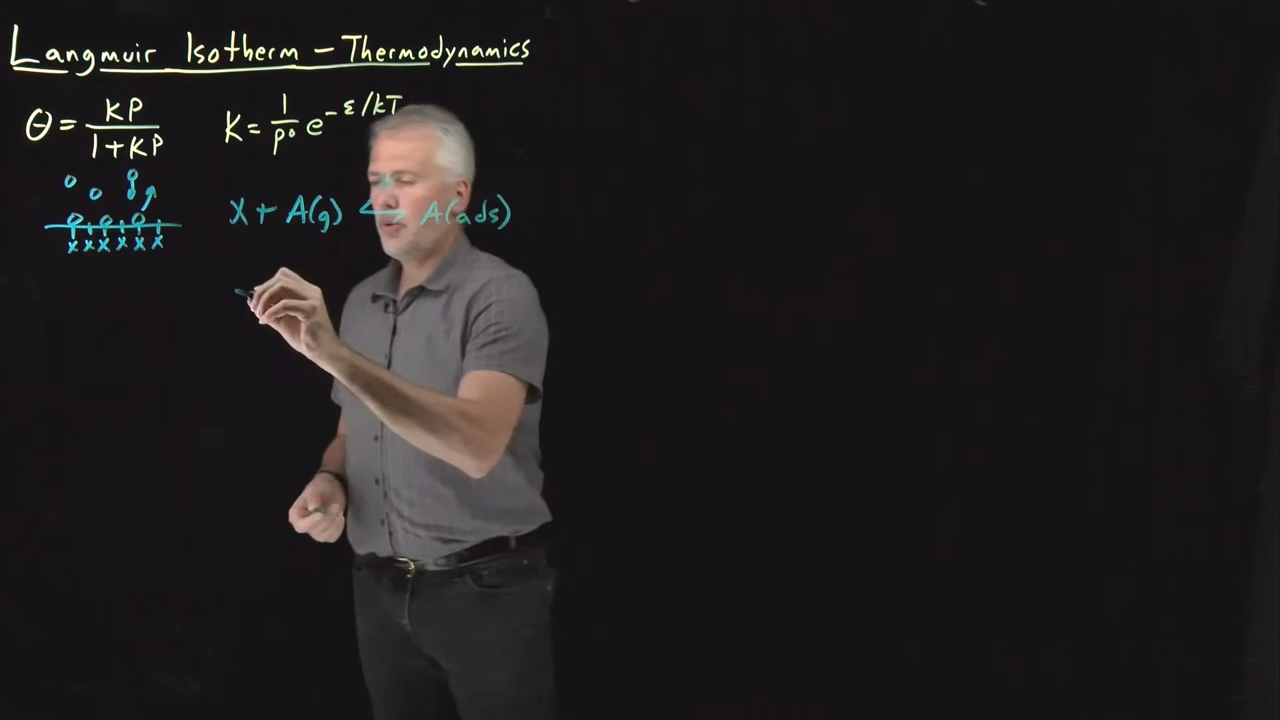 Langmuir Isotherm - Thermodynamics
θ = KP / 1+KP
K = 1/P° e^-ε/kT
X + A(g) ⇌ A(ads)
x x x x x x